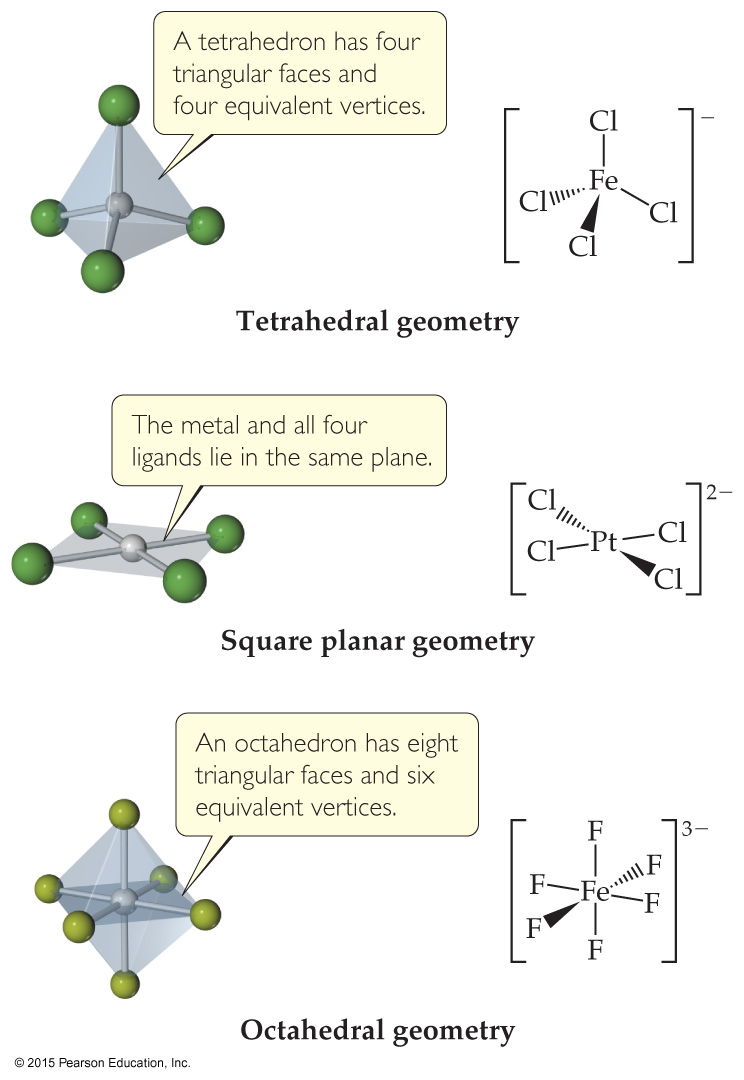 A tetrahedron has four
triangular faces and
four equivalent vertices.
Cl
Fe
Cl
Cl
Cl
−
Tetrahedral geometry
The metal and all four
ligands lie in the same plane.
Cl
Cl
Pt
Cl
Cl
2−
Square planar geometry
An octahedron has eight
triangular faces and six
equivalent vertices.
F
F
F
Fe
F
F
F
3−
Octahedral geometry
© 2015 Pearson Education, Inc.